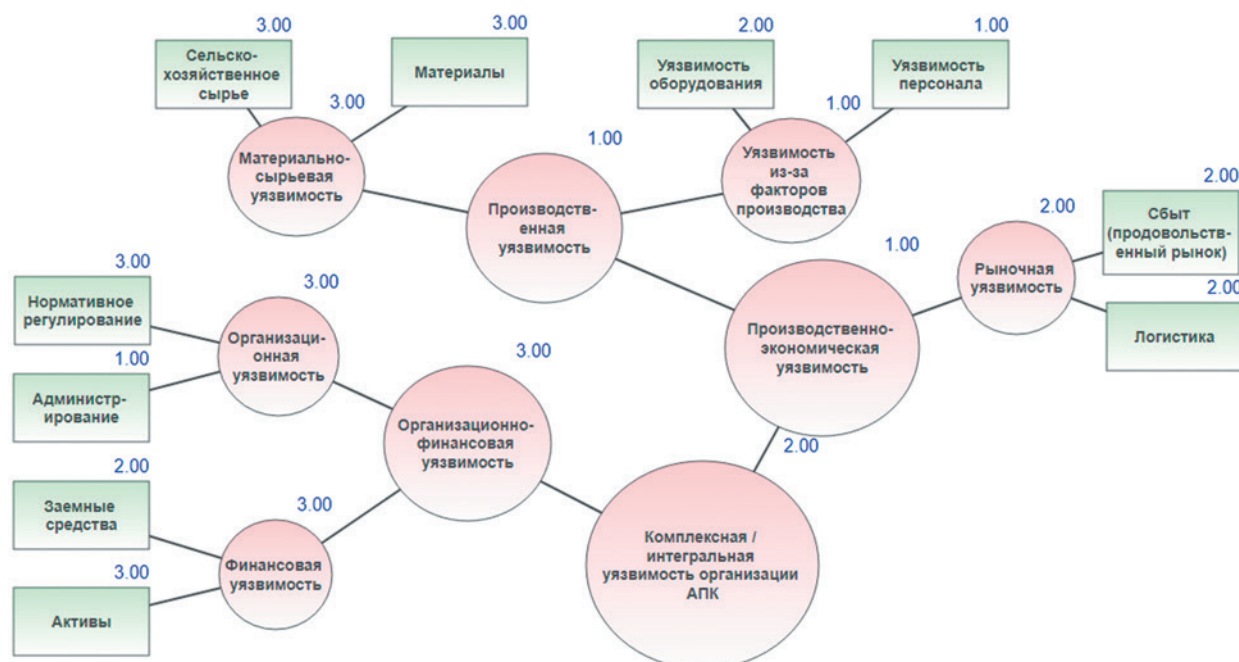 3.00
Сельско-
хозяйственное
сырье
3.00
Материалы
2.00
Уязвимость
оборудования
1.00
Уязвимость
персонала
3.00
Материально-
сырьевая
уязвимость
1.00
Производств-
енная
уязвимость
1.00
Уязвимость
из-за
факторов
производства
2.00
Сбыт
(продовольств-
енный рынок)
2.00
Рыночная
уязвимость
2.00
Логистика
1.00
Производственно-
экономическая
уязвимость
3.00
Нормативное
регулирование
3.00
Организаци-
онная
уязвимость
1.00
Администр-
ирование
3.00
Организационно-
финансовая
уязвимость
2.00
Заемные
средства
3.00
Финансовая
уязвимость
3.00
Активы
2.00
Комплексная /
интегральная
уязвимость организации
АПК